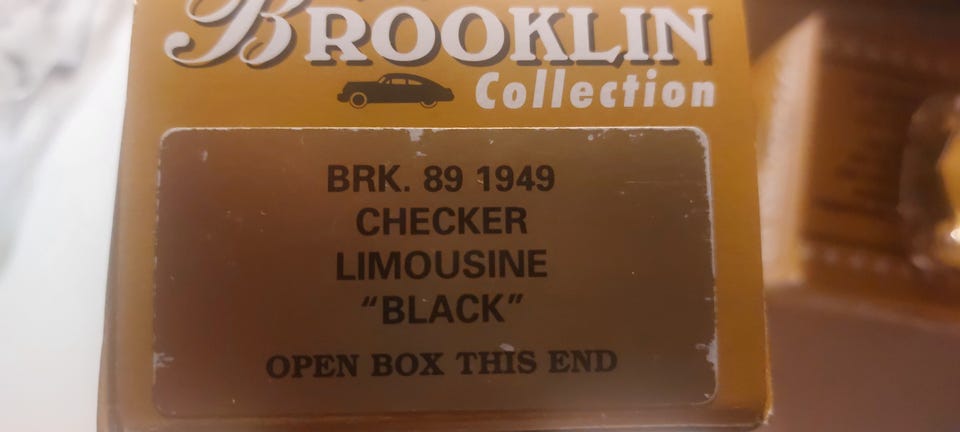 BROOKLIN
Collection
BRK. 89 1949
CHECKER
LIMOUSINE
"BLACK"
OPEN BOX THIS END